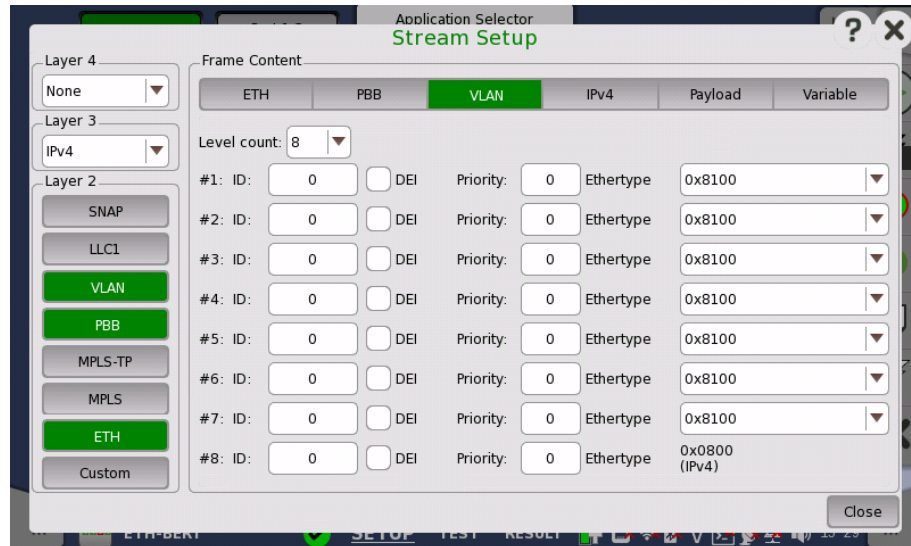 Application Selector
Stream Setup
?
Layer 4
None
Layer 3
IPv4
Layer 2
SNAP
LLC1
VLAN
PBB
MPLS-TP
MPLS
ETH
Custom
Frame Content
ETH PBB VLAN IPv4 Payload Variable
Level count: 8
#1: ID: 0 DEI Priority: 0 Ethertype 0x8100
#2: ID: 0 DEI Priority: 0 Ethertype 0x8100
#3: ID: 0 DEI Priority: 0 Ethertype 0x8100
#4: ID: 0 DEI Priority: 0 Ethertype 0x8100
#5: ID: 0 DEI Priority: 0 Ethertype 0x8100
#6: ID: 0 DEI Priority: 0 Ethertype 0x8100
#7: ID: 0 DEI Priority: 0 Ethertype 0x8100
#8: ID: 0 DEI Priority: 0 Ethertype 0x0800
(IPv4)
Close
ETH-BERT SETUP TEST RESULT